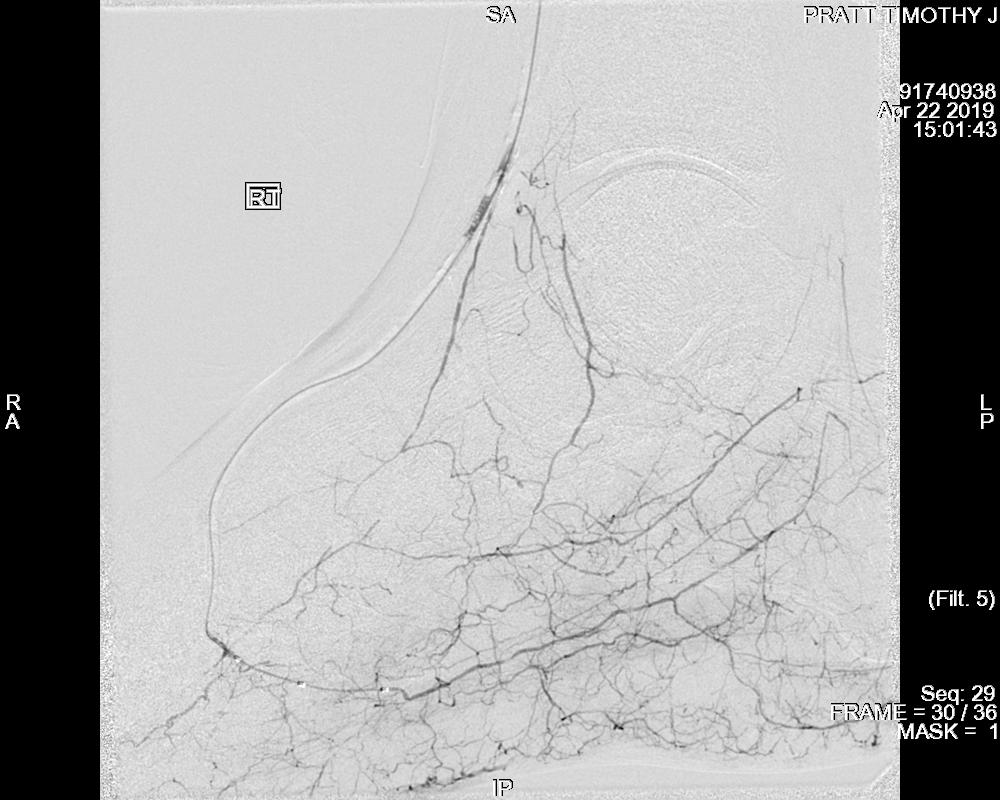 SA
PRATT TIMOTHY J
91740938
Apr 22 2019
15:01:43
RT
R
A
L
P
(Filt. 5)
Seq: 29
FRAME = 30 / 36
MASK = 1
IP